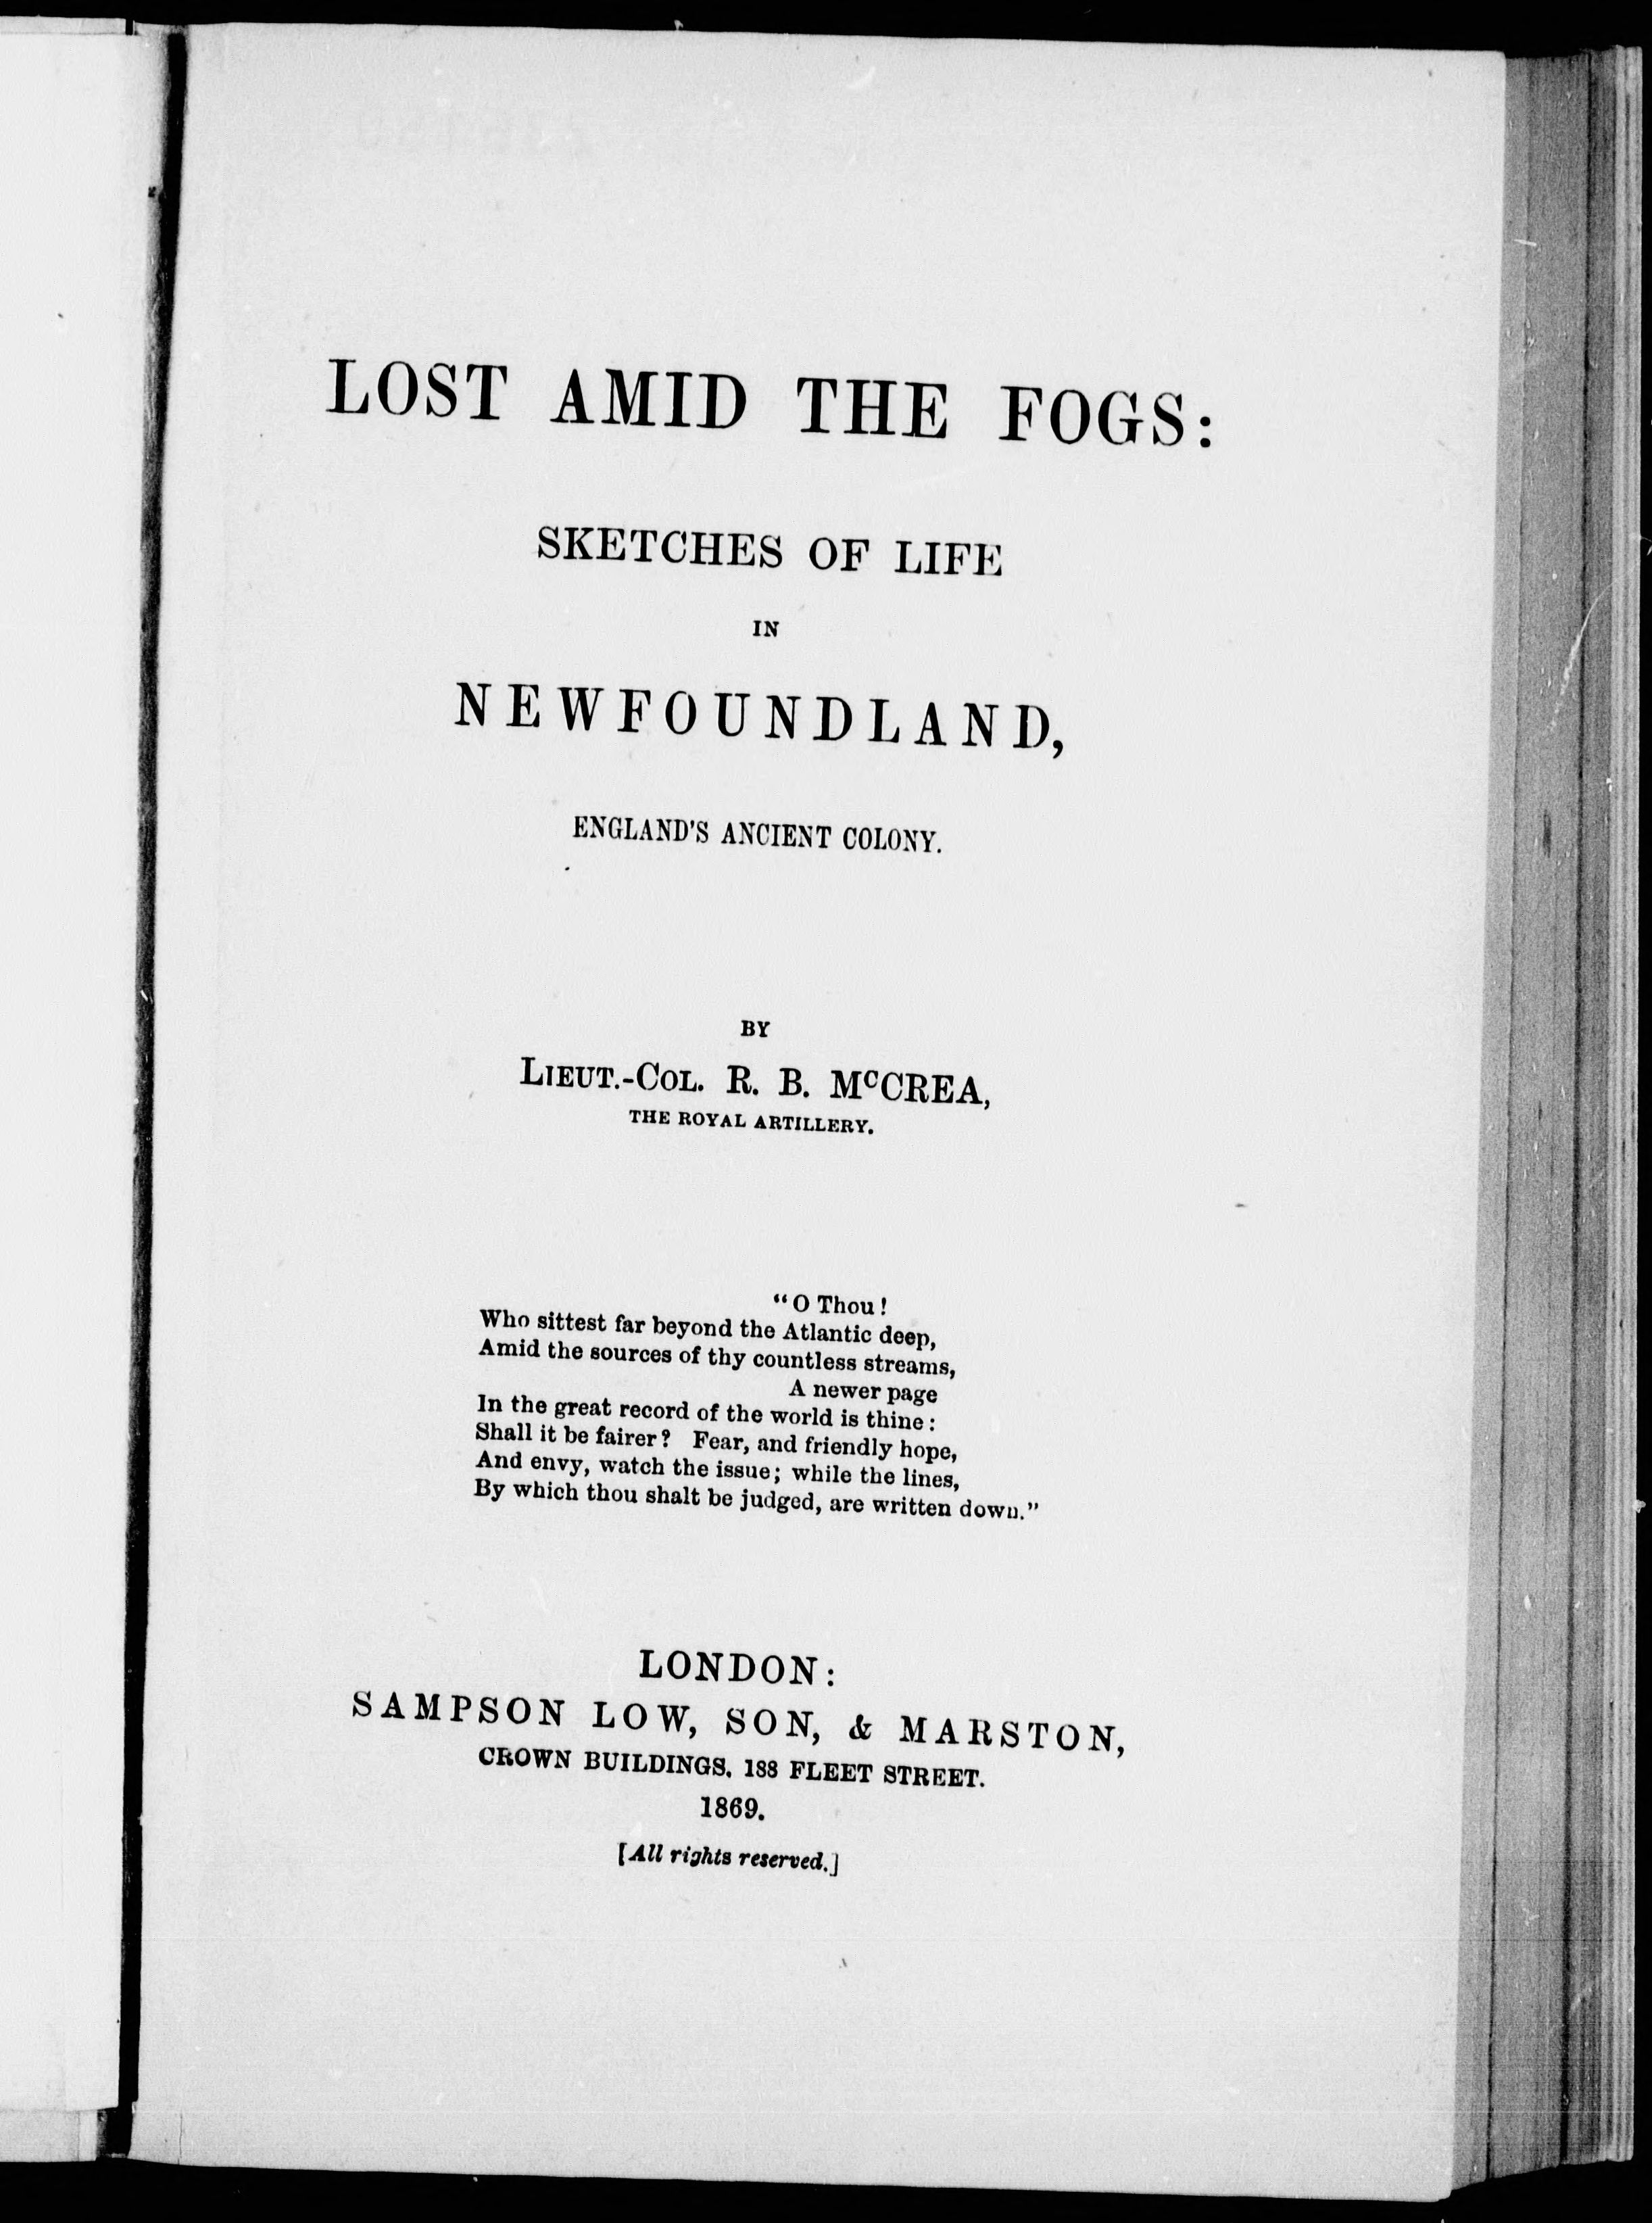 LOST AMID THE FOGS:
SKETCHES OF LIFE
IN
NEWFOUNDLAND,
ENGLAND'S ANCIENT COLONY.
BY
LIEUT.-COL. R. B. McCREA,
THE ROYAL ARTILLERY.
“O Thou!
Who sittest far beyond the Atlantic deep,
Amid the sources of thy countless streams,
A newer page
In the great record of the world is thine:
Shall it be fairer? Fear, and friendly hope,
And envy, watch the issue; while the lines,
By which thou shalt be judged, are written down.”
LONDON:
SAMPSON LOW, SON, & MARSTON,
CROWN BUILDINGS, 188 FLEET STREET.
1869.
[All rights reserved.]